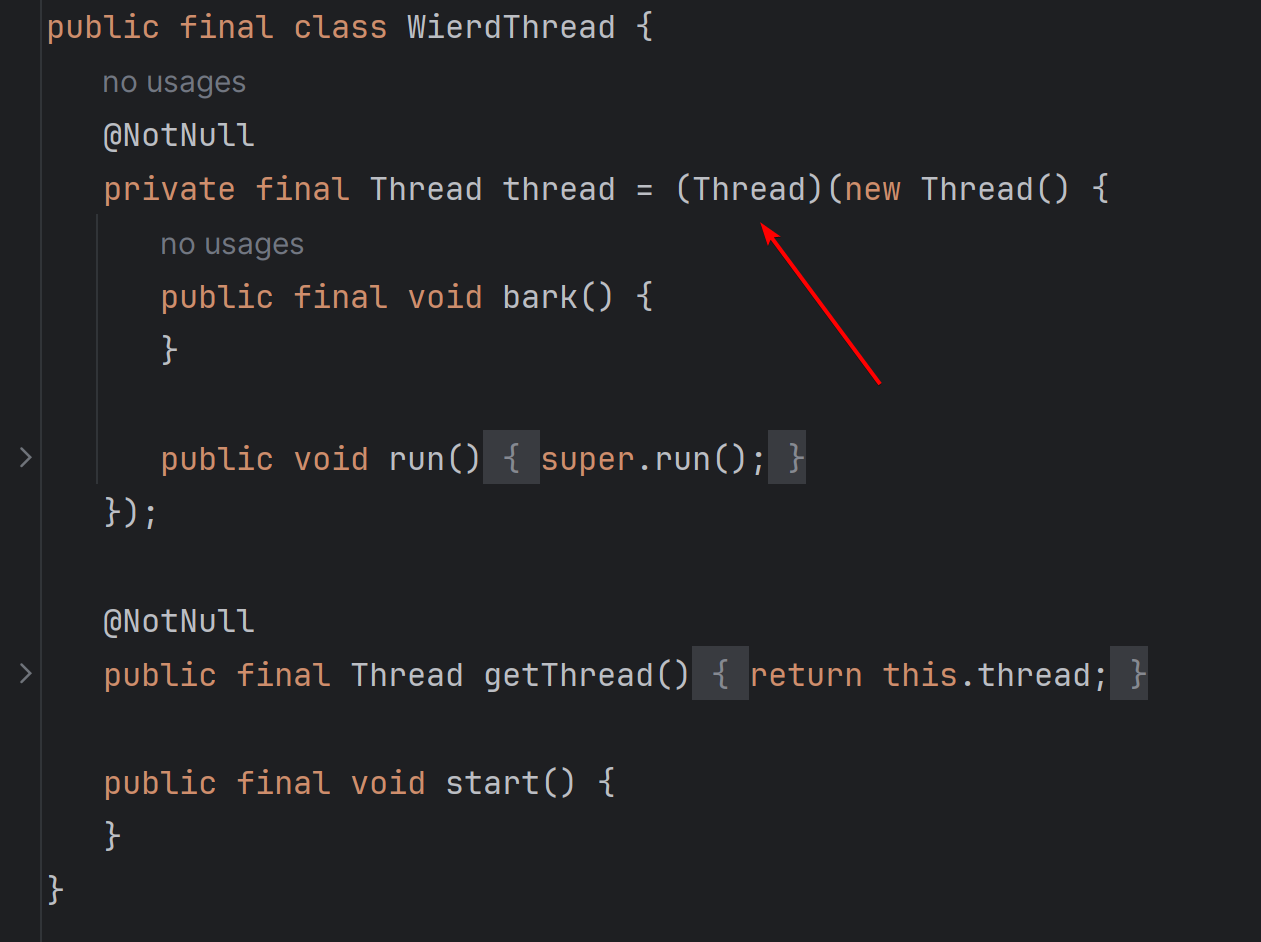 public final class WierdThread {
no usages
@NotNull
private final Thread thread = (Thread)(new Thread() {
no usages
public final void bark() {
}
public void run() { super.run(); }
});
@NotNull
public final Thread getThread() { return this.thread; }
public final void start() {
}
}